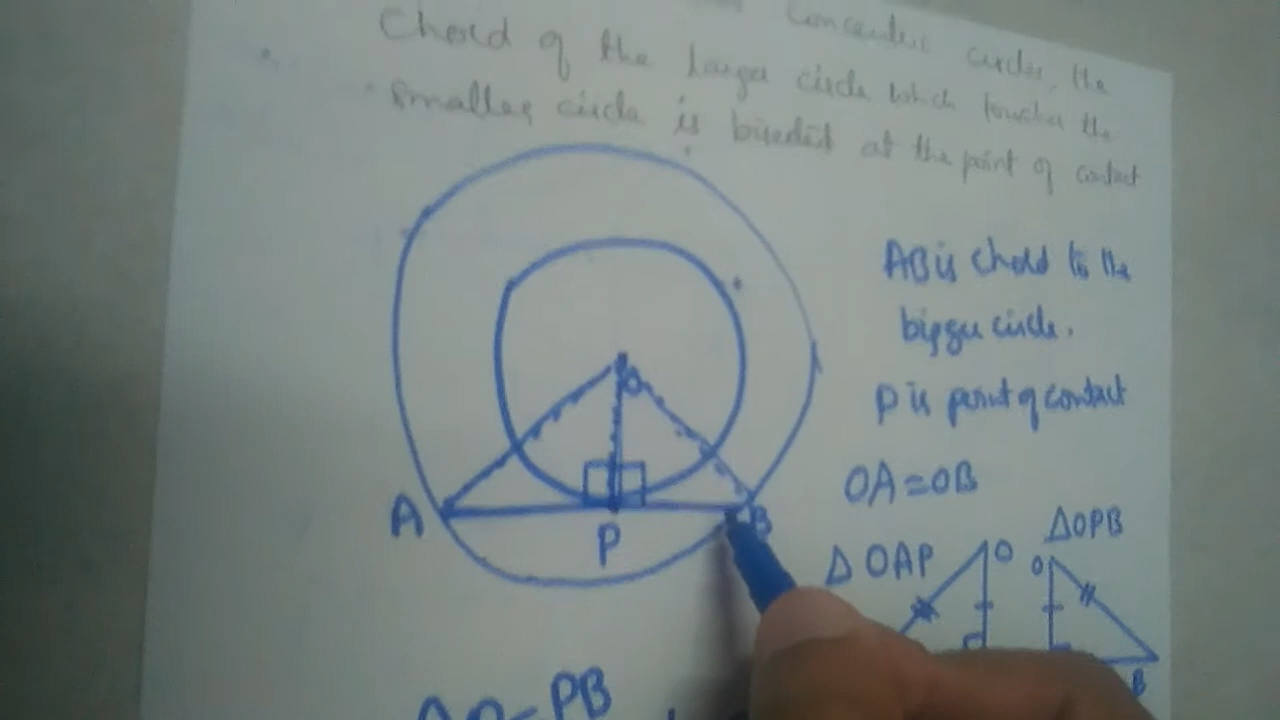 Concentric circles, the
Chord of the larger circle which touches the
smaller circle is bisected at the point of contact
AB is chord to the
bigger circle.
P is point of contact
O
OA=OB
A
B
P
Δ OAP
O
ΔOPB
O
B
AP=PB